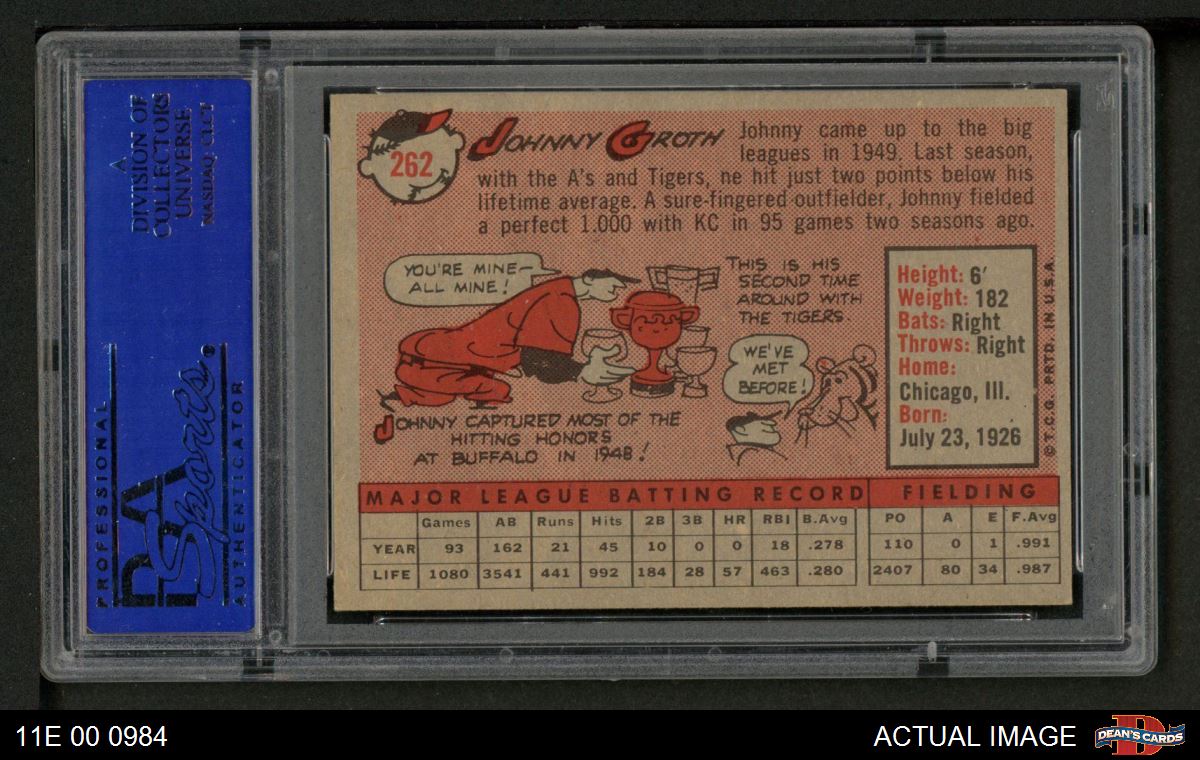 A
DIVISION OF
COLLECTORS
UNIVERSE
NASDAQ: CLCT
PROFESSIONAL
PSA
Sports®
AUTHENTICATOR
262
JOHNNY GROTH
Johnny came up to the big
leagues in 1949. Last season,
with the A's and Tigers, he hit just two points below his
lifetime average. A sure-fingered outfielder, Johnny fielded
a perfect 1.000 with KC in 95 games two seasons ago.
YOU'RE MINE—
ALL MINE!
JOHNNY CAPTURED MOST OF THE
HITTING HONORS
AT BUFFALO IN 1948!
THIS IS HIS
SECOND TIME
AROUND WITH
THE TIGERS.
WE'VE
MET
BEFORE!
Height: 6'
Weight: 182
Bats: Right
Throws: Right
Home:
Chicago, Ill.
Born:
July 23, 1926
© T.C.G. PRTD. IN U.S.A.
MAJOR LEAGUE BATTING RECORD FIELDING
Games AB Runs Hits 2B 3B HR RBI B.Avg PO A E F.Avg
YEAR 93 162 21 45 10 0 0 18 .278 110 0 1 .991
LIFE 1080 3541 441 992 184 28 57 463 .280 2407 80 34 .987
11E 00 0984
ACTUAL IMAGE
D
DEAN'S CARDS